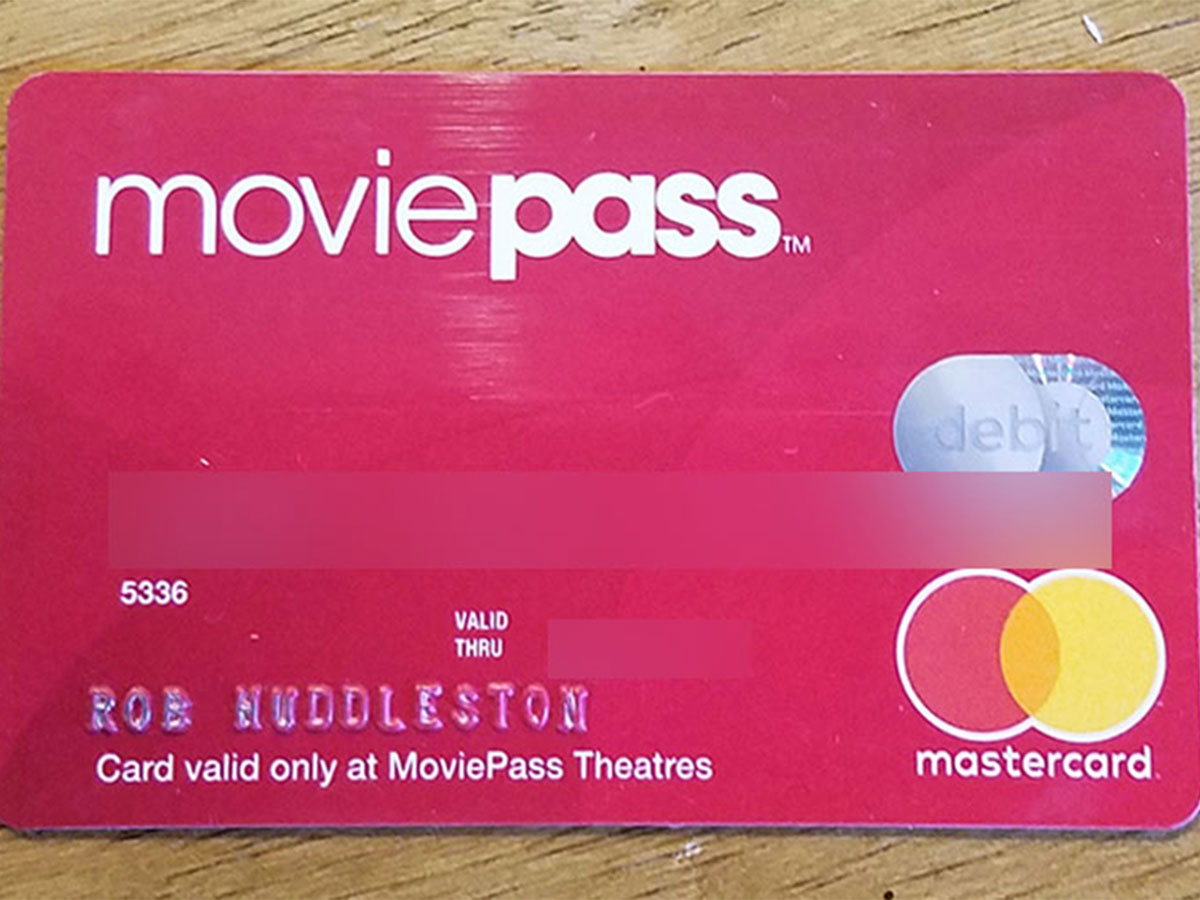 moviepass™
debit
5336
VALID
THRU
ROB HUDDLESTON
Card valid only at MoviePass Theatres
mastercard